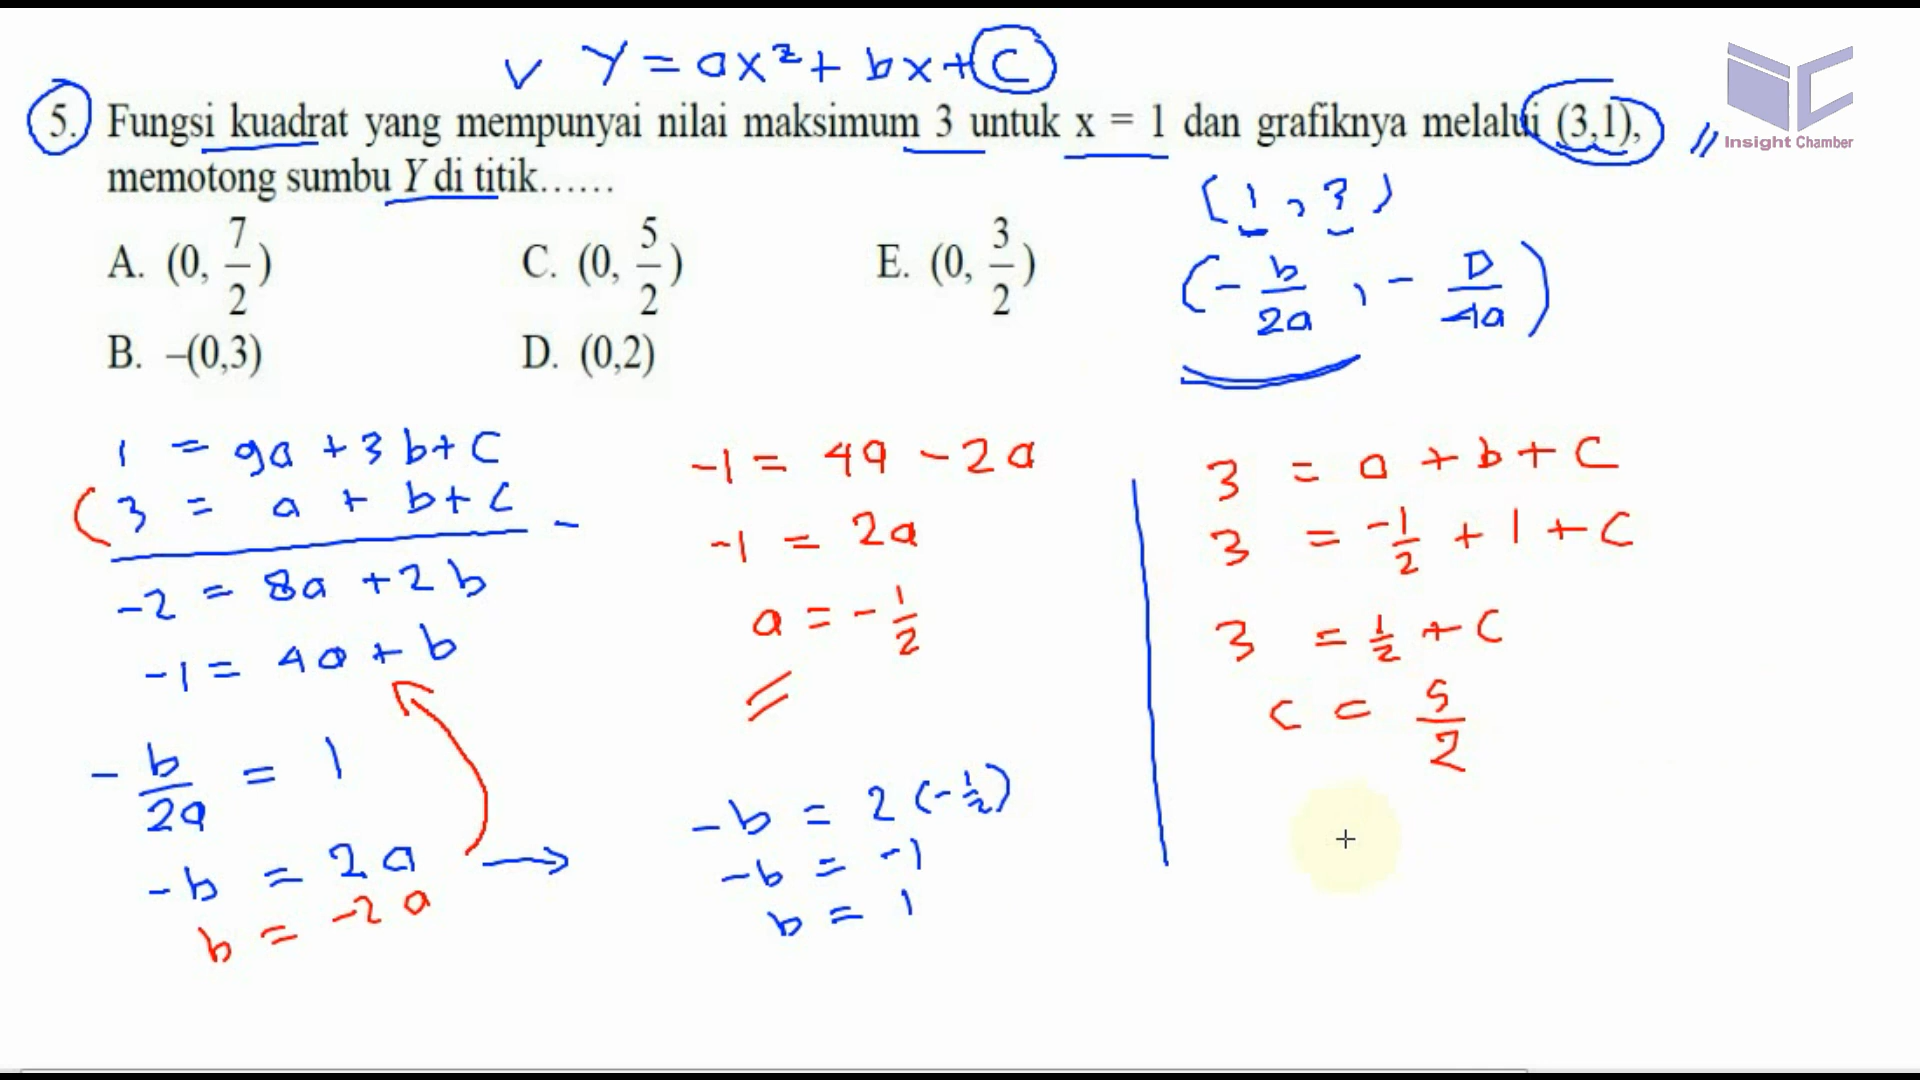 v Y = ax² + bx + c
5. Fungsi kuadrat yang mempunyai nilai maksimum 3 untuk x = 1 dan grafiknya melalui (3,1),
memotong sumbu Y di titik......
A. (0, 7/2) C. (0, 5/2) E. (0, 3/2)
B. –(0,3) D. (0,2)
Insight Chamber
(1, 3)
(-b/2a, -D/4a)
1 = 9a + 3b + c
3 = a + b + c
-2 = 8a + 2b
-1 = 4a + b
-b/2a = 1
-b = 2a →
b = -2a
-1 = 4a - 2a
-1 = 2a
a = -1/2
-b = 2(-1/2)
-b = -1
b = 1
3 = a + b + c
3 = -1/2 + 1 + c
3 = 1/2 + c
c = 5/2